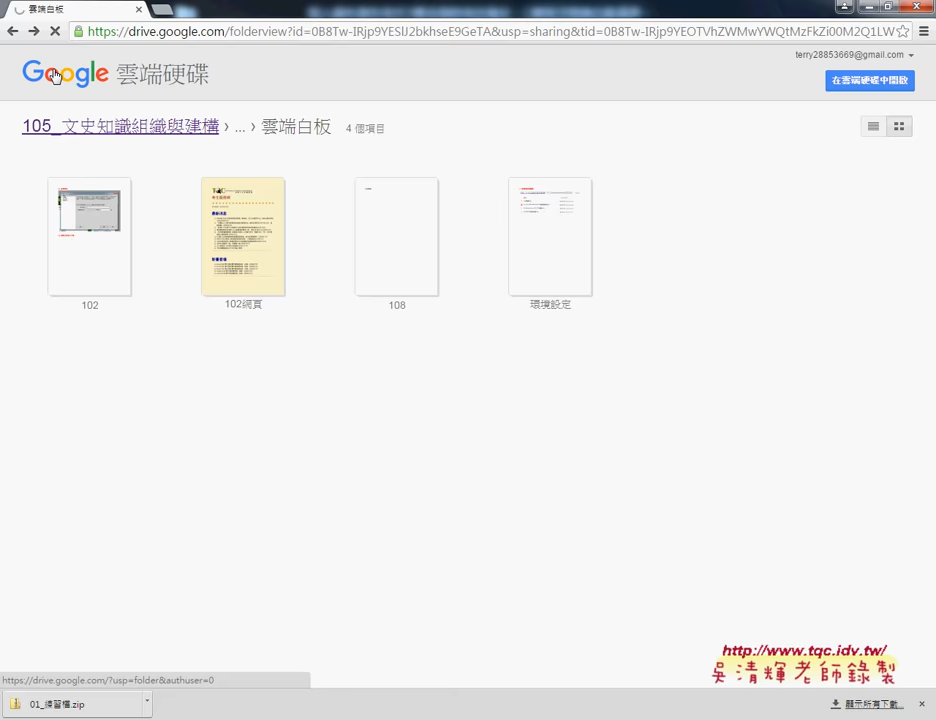 雲端白板
https://drive.google.com/folderview?id=0B8Tw-IRjp9YESlJ2bkhseE9GeTA&usp=sharing&tid=0B8Tw-IRjp9YEOTVhZWMwYWQtMzFkZi00M2Q1LW
terry28853669@gmail.com
Google 雲端硬碟
在雲端硬碟中開啟
105_文史知識組織與建構 › ... › 雲端白板 4 個項目
102
102網頁
108
環境設定
http://www.tqc.idv.tw/
吳清輝老師錄製
https://drive.google.com/?usp=folder&authuser=0
01_練習檔.zip
顯示所有下載...